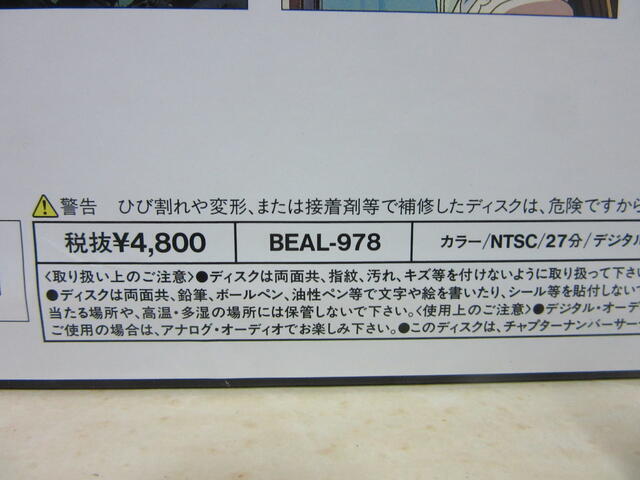 警告 ひび割れや変形、または接着剤等で補修したディスクは、危険ですから
税抜¥4,800 BEAL-978 カラー/NTSC/27分/デジタル
〈取り扱い上のご注意〉●ディスクは両面共、指紋、汚れ、キズ等を付けないように取り扱って下さい
●ディスクは両面共、鉛筆、ボールペン、油性ペン等で文字や絵を書いたり、シール等を貼付しないで
当たる場所や、高温・多湿の場所には保管しないで下さい。〈使用上のご注意〉●デジタル・オーデ
ご使用の場合は、アナログ・オーディオでお楽しみ下さい。●このディスクは、チャプターナンバーサー